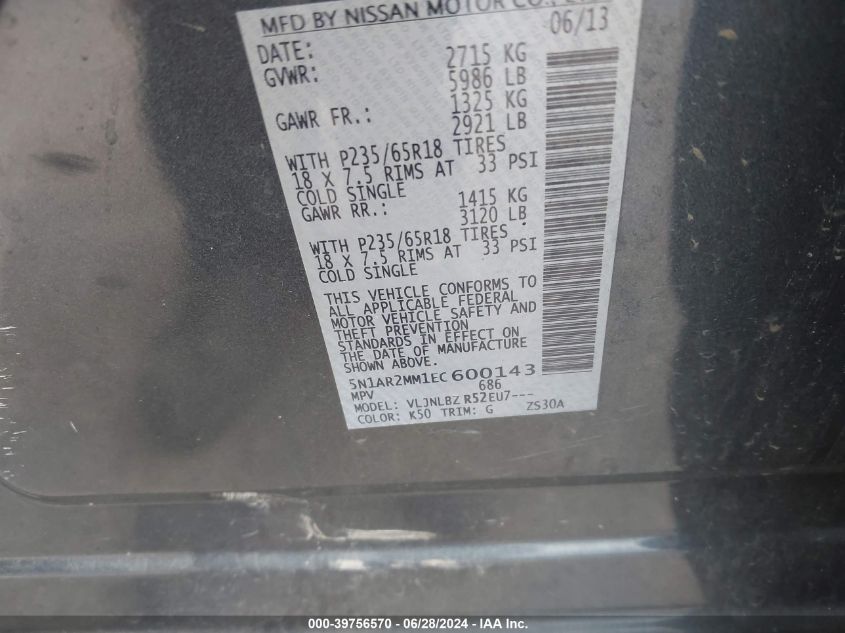 MFD BY NISSAN MOTOR CO.,
DATE: 06/13
GVWR: 2715 KG
5986 LB
GAWR FR.: 1325 KG
2921 LB
WITH P235/65R18 TIRES
18 X 7.5 RIMS AT 33 PSI
COLD SINGLE
GAWR RR.: 1415 KG
3120 LB
WITH P235/65R18 TIRES
18 X 7.5 RIMS AT 33 PSI
COLD SINGLE
THIS VEHICLE CONFORMS TO
ALL APPLICABLE FEDERAL
MOTOR VEHICLE SAFETY AND
THEFT PREVENTION
STANDARDS IN EFFECT ON
THE DATE OF MANUFACTURE
SHOWN ABOVE.
5N1AR2MM1EC600143
MPV 686
MODEL: VLJNLBZ R52EU7---
COLOR: K50 TRIM: G ZS30A
000-39756570 - 06/28/2024 - IAA Inc.